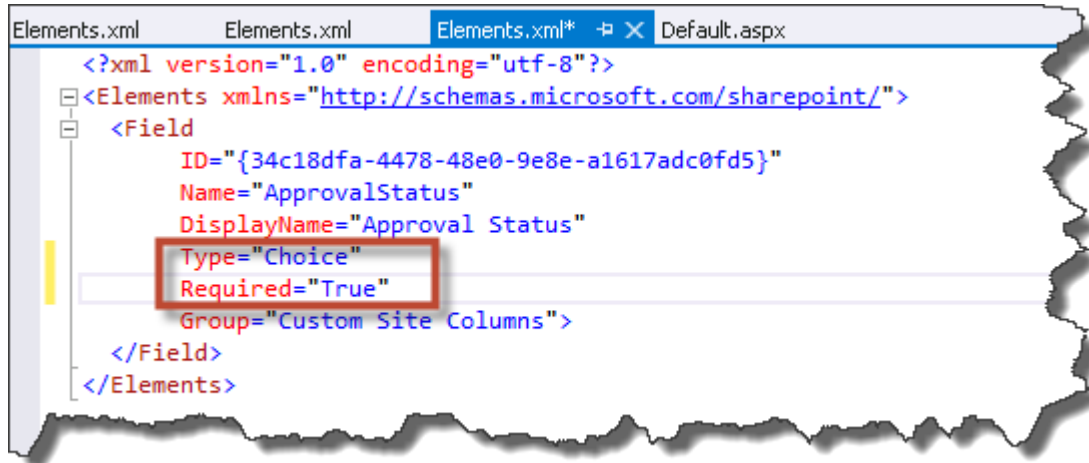 Elements.xml Elements.xml Elements.xml* Default.aspx
<?xml version="1.0" encoding="utf-8"?>
<Elements xmlns="http://schemas.microsoft.com/sharepoint/">
<Field
ID="{34c18dfa-4478-48e0-9e8e-a1617adc0fd5}"
Name="ApprovalStatus"
DisplayName="Approval Status"
Type="Choice"
Required="True"
Group="Custom Site Columns">
</Field>
</Elements>